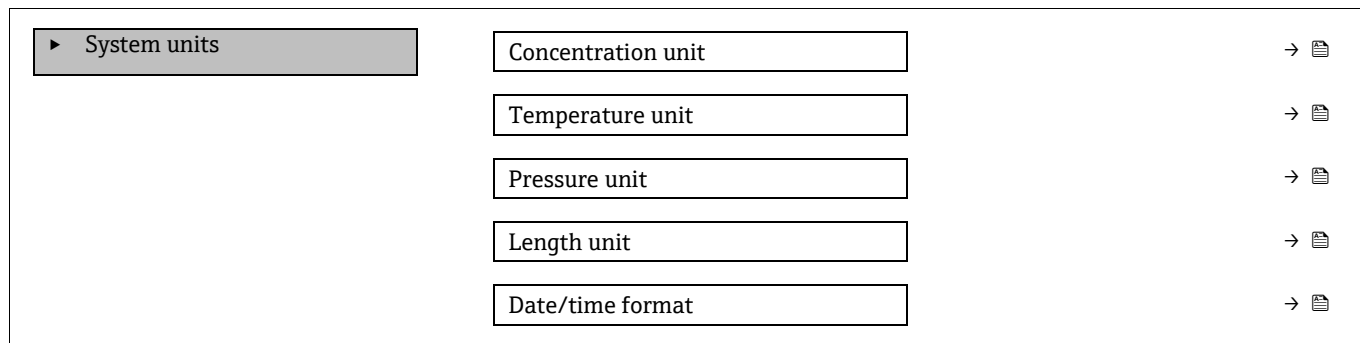 ▸ System units
Concentration unit →
Temperature unit →
Pressure unit →
Length unit →
Date/time format →